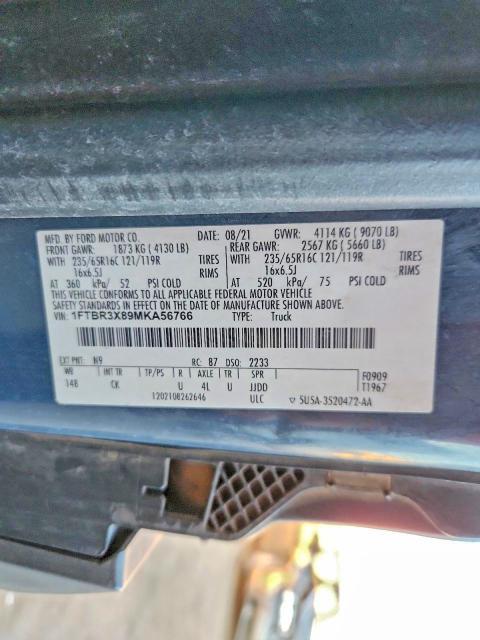 MFD. BY FORD MOTOR CO. DATE: 08/21 GVWR: 4114 KG ( 9070 LB)
FRONT GAWR: 1873 KG ( 4130 LB) REAR GAWR: 2567 KG ( 5660 LB)
WITH 235/65R16C 121/119R TIRES WITH 235/65R16C 121/119R TIRES
16x6.5J RIMS 16x6.5J RIMS
AT 360 kPa/ 52 PSI COLD AT 520 kPa/ 75 PSI COLD
THIS VEHICLE CONFORMS TO ALL APPLICABLE FEDERAL MOTOR VEHICLE
SAFETY STANDARDS IN EFFECT ON THE DATE OF MANUFACTURE SHOWN ABOVE.
VIN: 1FTBR3X89MKA56766 TYPE: Truck
EXT PNT: N9 RC: 87 DSO: 2233
WB INT TR TP/PS R AXLE TR SPR F0909
14B CK U 4L U JJDD T1967
1202108262646 ULC ▽ 5U5A-3520472-AA